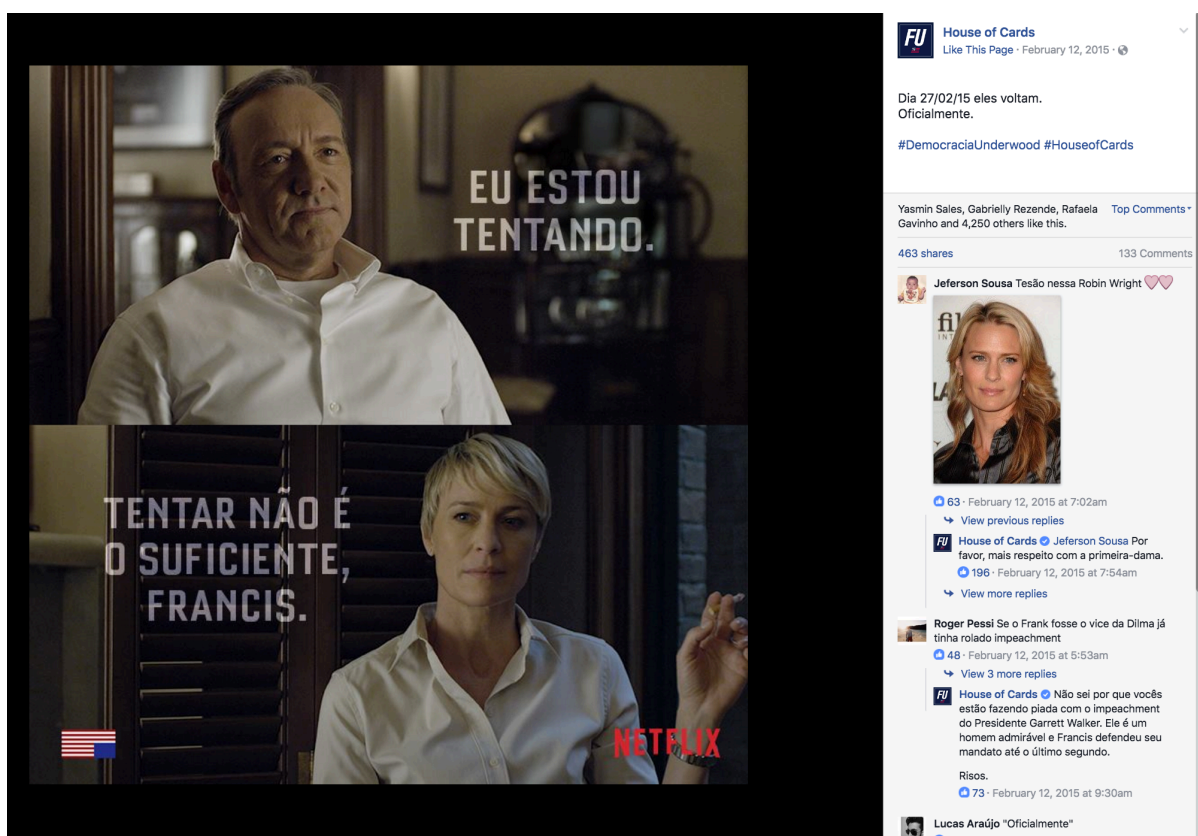 EU ESTOU
TENTANDO.
TENTAR NÃO É
O SUFICIENTE,
FRANCIS.
NETFLIX
FU
House of Cards
Like This Page · February 12, 2015 ·
Dia 27/02/15 eles voltam.
Oficialmente.
#DemocraciaUnderwood #HouseofCards
Yasmin Sales, Gabrielly Rezende, Rafaela
Gavinho and 4,250 others like this.
Top Comments
463 shares
133 Comments
Jeferson Sousa Tesão nessa Robin Wright
fil
INT
LA
63 · February 12, 2015 at 7:02am
View previous replies
FU
House of Cards Jeferson Sousa Por
favor, mais respeito com a primeira-dama.
196 · February 12, 2015 at 7:54am
View more replies
Roger Pessi Se o Frank fosse o vice da Dilma já
tinha rolado impeachment
48 · February 12, 2015 at 5:53am
View 3 more replies
FU
House of Cards Não sei por que vocês
estão fazendo piada com o impeachment
do Presidente Garrett Walker. Ele é um
homem admirável e Francis defendeu seu
mandato até o último segundo.
Risos.
73 · February 12, 2015 at 9:30am
Lucas Araújo "Oficialmente"